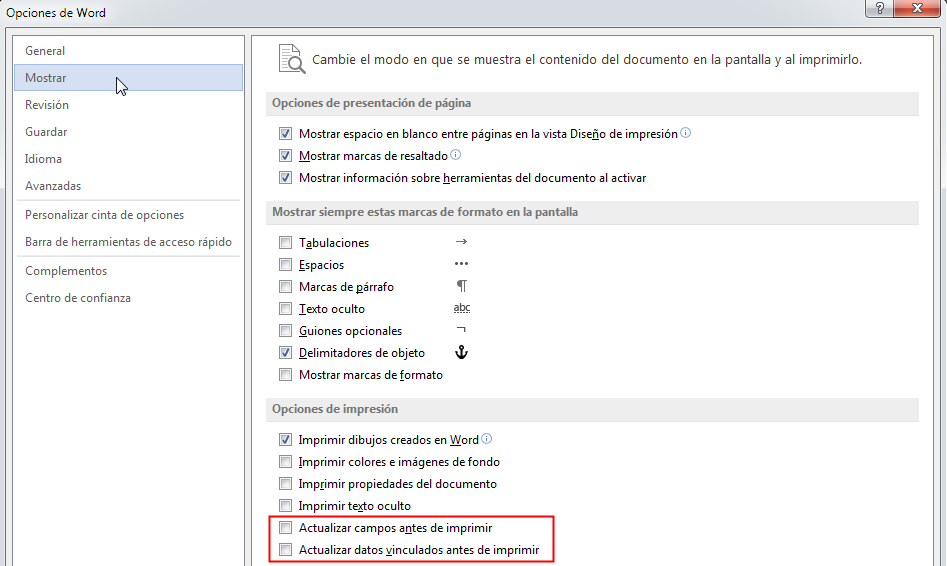 Opciones de Word
General
Mostrar
Revisión
Guardar
Idioma
Avanzadas
Personalizar cinta de opciones
Barra de herramientas de acceso rápido
Complementos
Centro de confianza
Cambie el modo en que se muestra el contenido del documento en la pantalla y al imprimirlo.
Opciones de presentación de página
Mostrar espacio en blanco entre páginas en la vista Diseño de impresión
Mostrar marcas de resaltado
Mostrar información sobre herramientas del documento al activar
Mostrar siempre estas marcas de formato en la pantalla
Tabulaciones →
Espacios •••
Marcas de párrafo ¶
Texto oculto abc
Guiones opcionales ¬
Delimitadores de objeto
Mostrar marcas de formato
Opciones de impresión
Imprimir dibujos creados en Word
Imprimir colores e imágenes de fondo
Imprimir propiedades del documento
Imprimir texto oculto
Actualizar campos antes de imprimir
Actualizar datos vinculados antes de imprimir